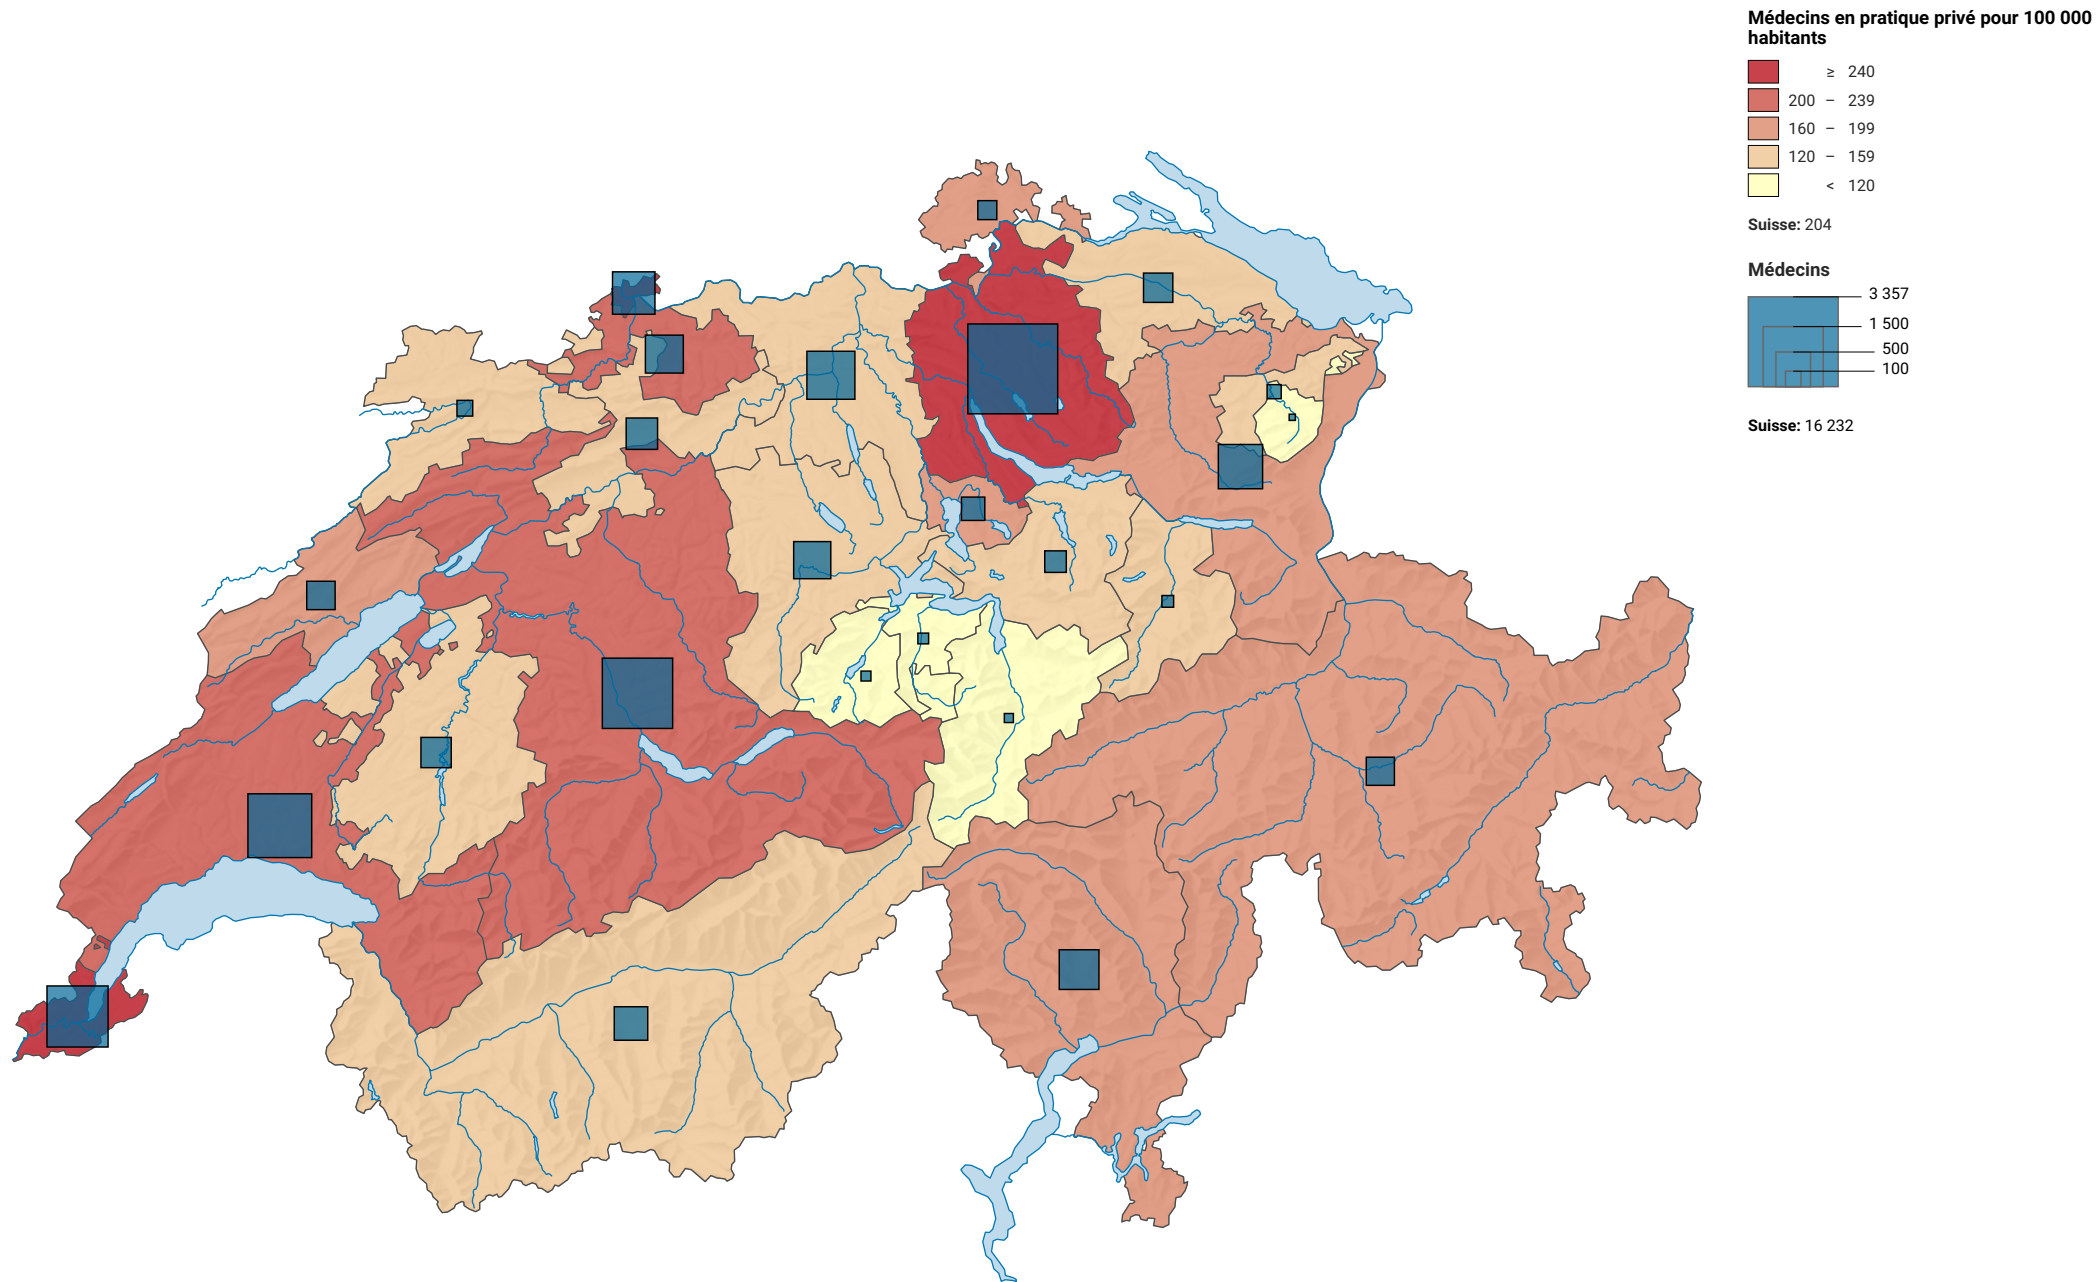 Médecins en pratique privé pour 100 000
habitants
≥ 240
200 – 239
160 – 199
120 – 159
< 120
Suisse: 204
Médecins
3 357
1 500
500
100
Suisse: 16 232